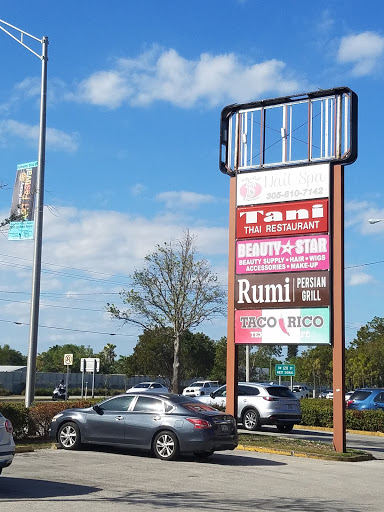 Nail Spa
305-810-7142
Tani
THAI RESTAURANT
BEAUTY★STAR
BEAUTY SUPPLY • HAIR • WIGS
ACCESSORIES • MAKE-UP
Rumi PERSIAN
GRILL
TACO RICO